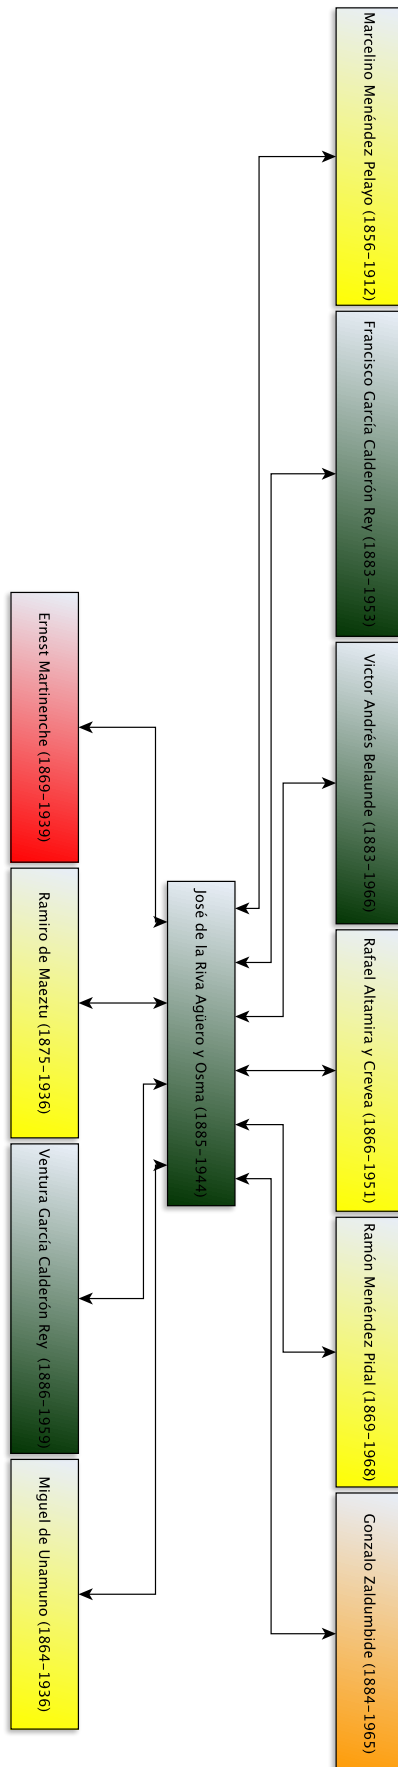 Marcelino Menéndez Pelayo (1856-1912)
Francisco García Calderón Rey (1883-1953)
Victor Andrés Belaunde (1883-1966)
Rafael Altamira y Crevea (1866-1951)
Ramón Menéndez Pidal (1869-1968)
Gonzalo Zaldumbide (1884-1965)
José de la Riva Agüero y Osma (1885-1944)
Ernest Martinenche (1869-1939)
Ramiro de Maeztu (1875-1936)
Ventura García Calderón Rey (1886-1959)
Miguel de Unamuno (1864-1936)